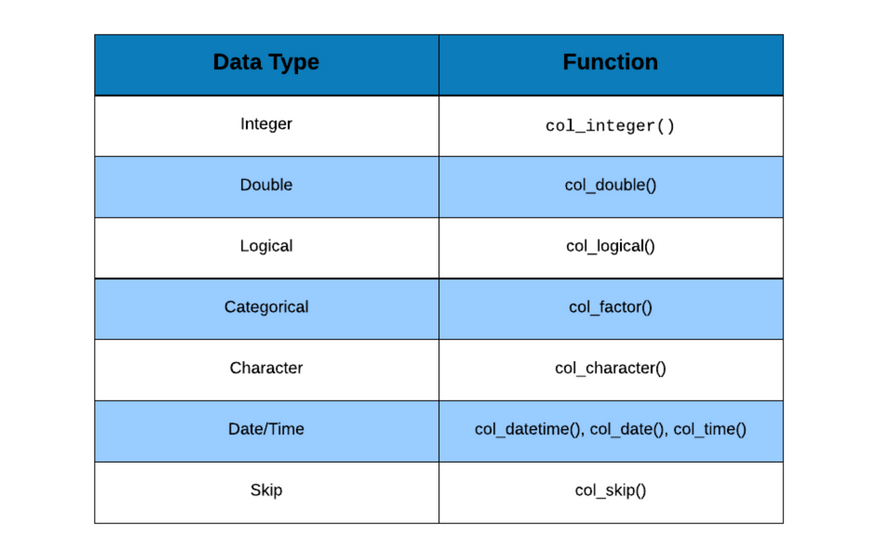 Data Type Function
Integer col_integer()
Double col_double()
Logical col_logical()
Categorical col_factor()
Character col_character()
Date/Time col_datetime(), col_date(), col_time()
Skip col_skip()